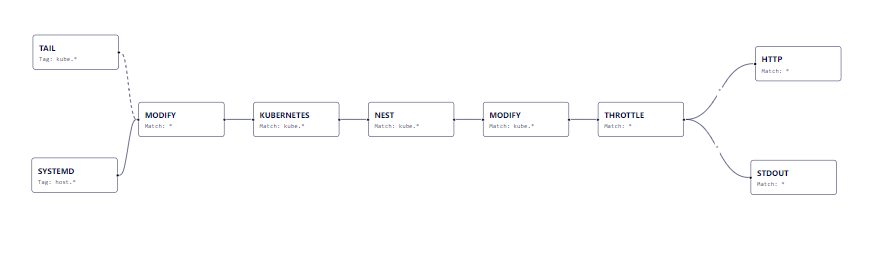 TAIL
Tag: kube.*
SYSTEMD
Tag: host.*
MODIFY
Match: *
KUBERNETES
Match: kube.*
NEST
Match: kube.*
MODIFY
Match: kube.*
THROTTLE
Match: *
HTTP
Match: *
STDOUT
Match: *